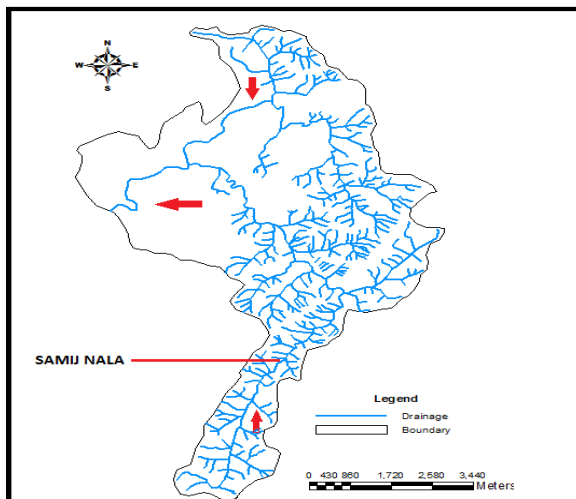 N
W E
S
SAMIJ NALA
Legend
Drainage
Boundary
0 430 860 1,720 2,580 3,440
Meters